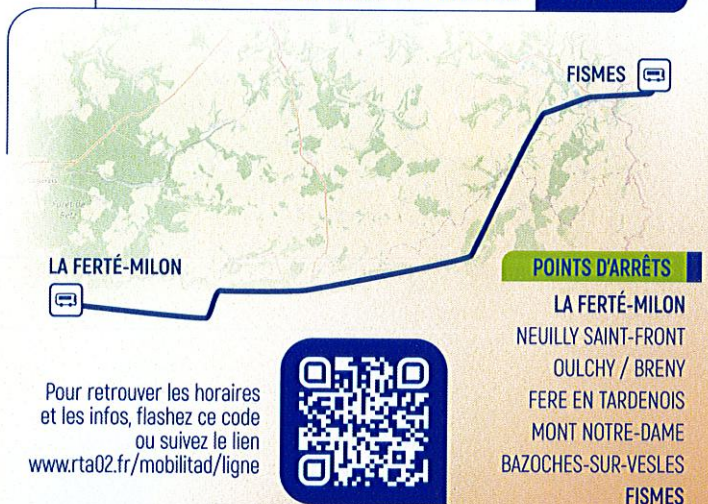 FISMES
LA FERTÉ-MILON
POINTS D'ARRÊTS
LA FERTÉ-MILON
NEUILLY SAINT-FRONT
OULCHY / BRENY
FERE EN TARDENOIS
MONT NOTRE-DAME
BAZOCHES-SUR-VESLES
FISMES
Pour retrouver les horaires
et les infos, flashez ce code
ou suivez le lien
www.rta02.fr/mobilitad/ligne